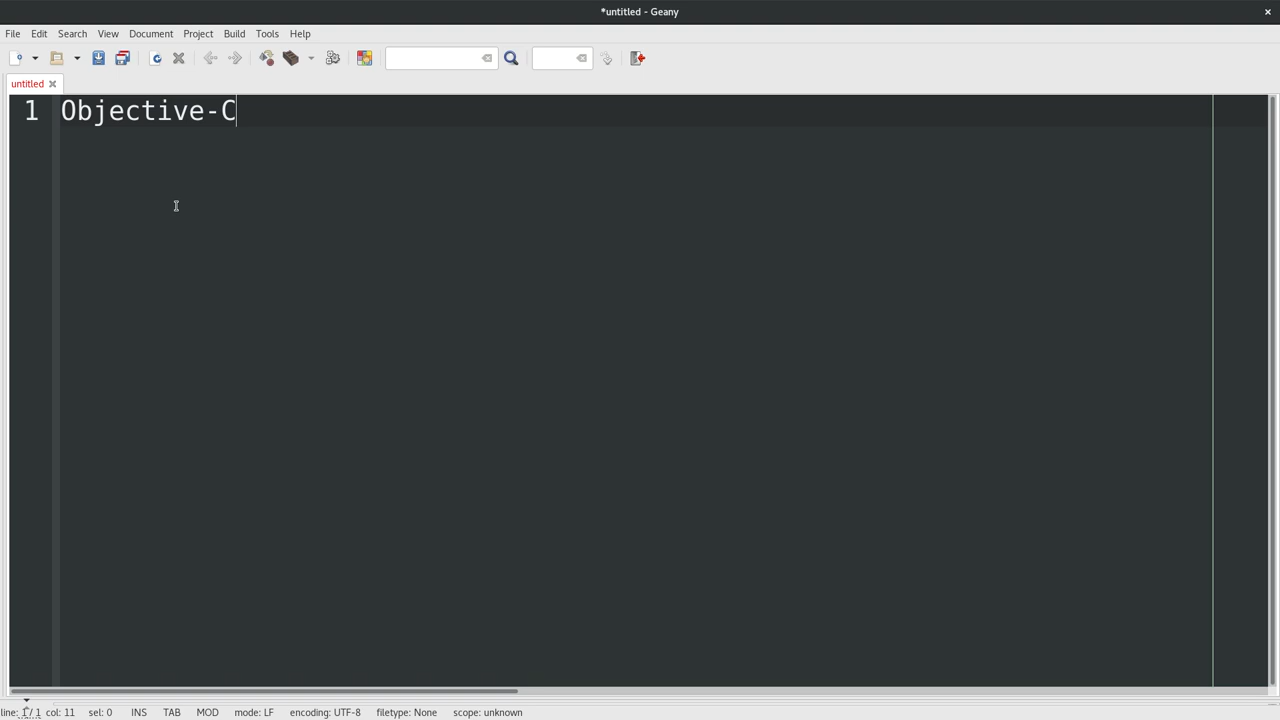 *untitled - Geany
File Edit Search View Document Project Build Tools Help
untitled
1 Objective-C
line: 1 / 1 col: 11 sel: 0 INS TAB MOD mode: LF encoding: UTF-8 filetype: None scope: unknown